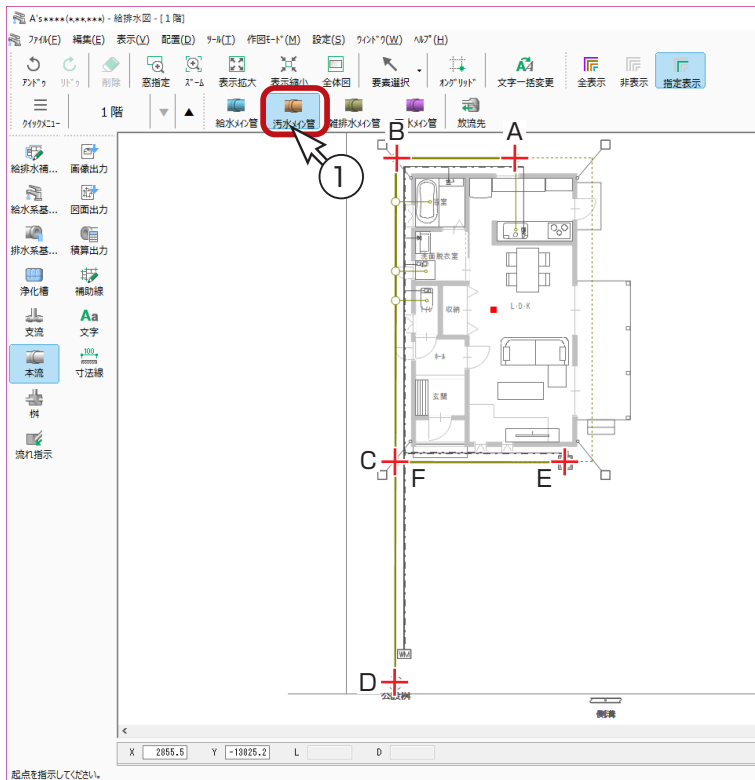 A's****(*,**,**) - 給排水図 - [1 階]
ファイル(F) 編集(E) 表示(V) 配置(D) ツール(T) 作図モード(M) 設定(S) ウィンドウ(W) ヘルプ(H)
アンドゥ リドゥ 削除 窓指定 ズーム 表示拡大 表示縮小 全体図 要素選択 オングリッド 文字一括変更 全表示 非表示 指定表示
クイックメニュー 1 階 給水メイン管 汚水メイン管 雑排水メイン管 メイン管 放流先
1
給排水補... 画像出力
給水系基... 図面出力
排水系基... 積算出力
浄化槽 補助線
支流 文字
本流 寸法線
桝
流れ指示
Aa
100
B A
浴室
洗面脱衣室
トイレ 収納 L・D・K
ホール
玄関
C F E
WM
D
公設桝
側溝
X 2855.5 Y -13825.2 L D
起点を指示してください。